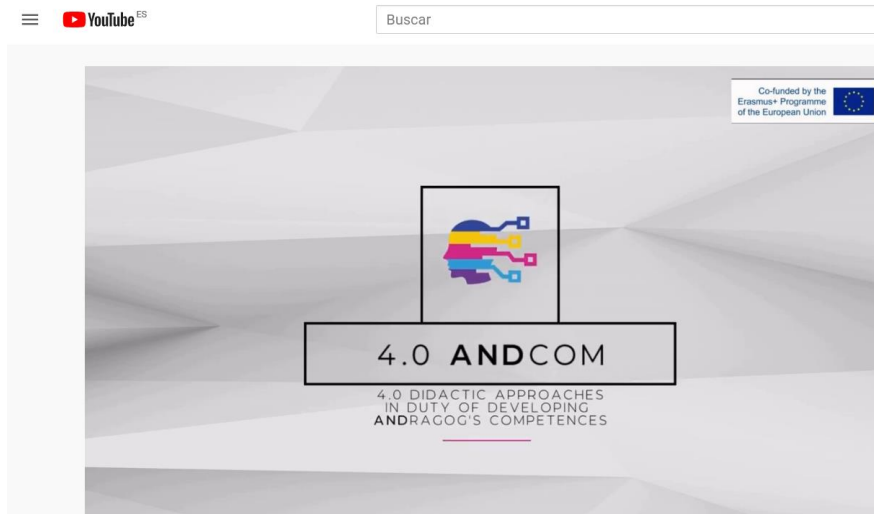 YouTube ES
Buscar
Co-funded by the
Erasmus+ Programme
of the European Union
4.0 ANDCOM
4.0 DIDACTIC APPROACHES
IN DUTY OF DEVELOPING
ANDRAGOG'S COMPETENCES